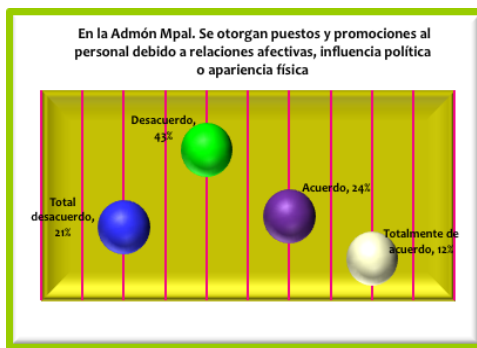 En la Admón Mpal. Se otorgan puestos y promociones al
personal debido a relaciones afectivas, influencia política
o apariencia física
Desacuerdo,
43%
Acuerdo, 24%
Total
desacuerdo,
21%
Totalmente de
acuerdo, 12%